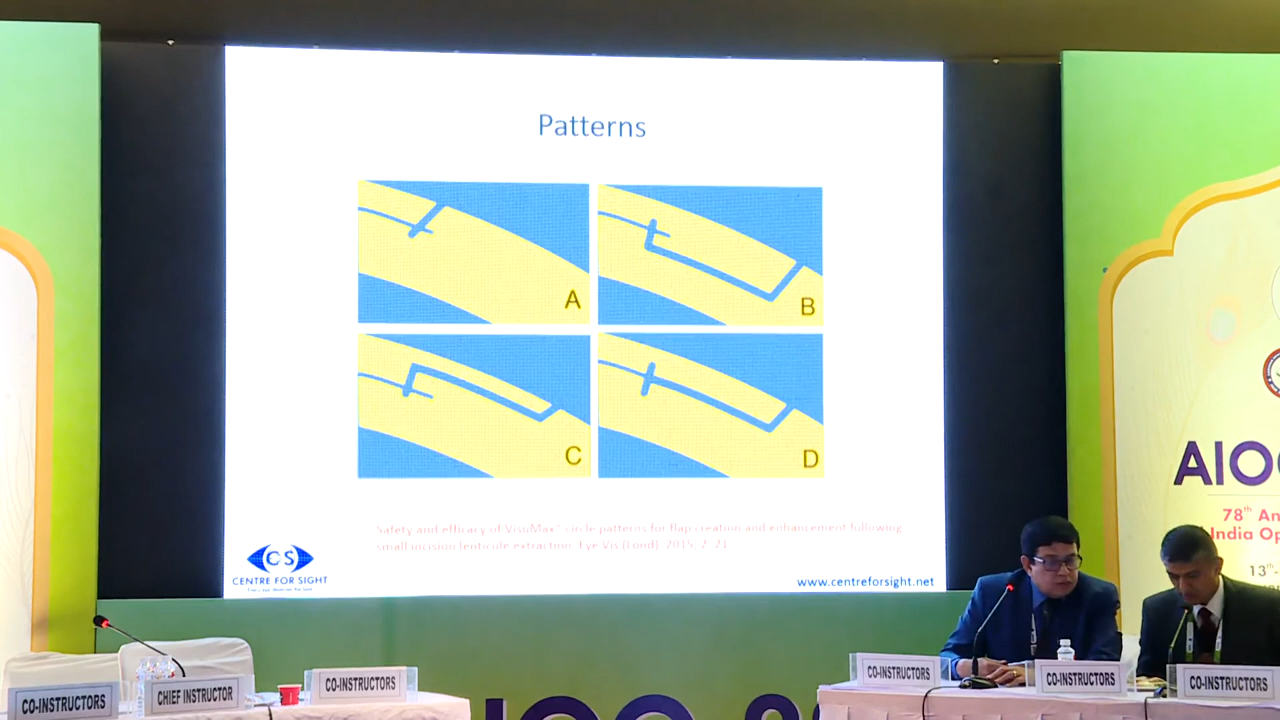 Patterns
A
B
C
D
Safety and efficacy of VisuMax® circle patterns for flap creation and enhancement following
small incision lenticule extraction. Eye Vis (Lond). 2015; 2: 21
CS
CENTRE FOR SIGHT
www.centreforsight.net
AIO
78th An
India Op
13th-
CO-INSTRUCTORS
CHIEF INSTRUCTOR
CO-INSTRUCTORS
CO-INSTRUCTORS
CO-INSTRUCTORS
CO-INSTRUCTORS